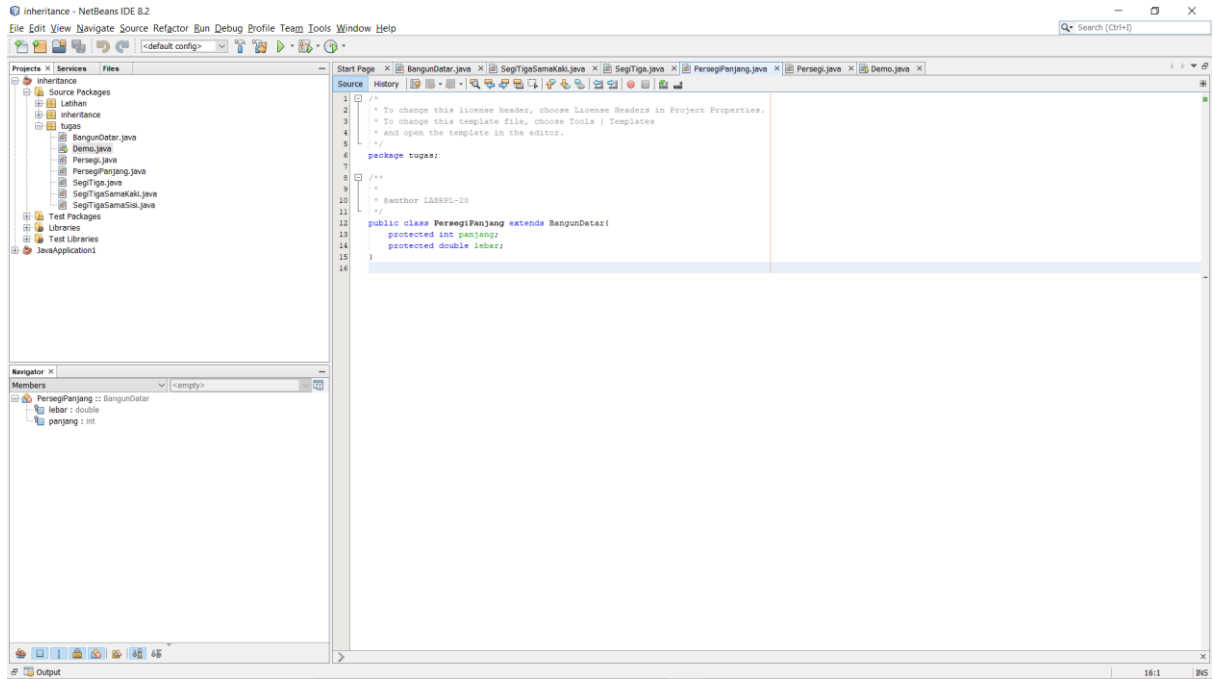 inheritance - NetBeans IDE 8.2
File Edit View Navigate Source Refactor Run Debug Profile Team Tools Window Help
Search (Ctrl+I)
<default config>
Projects Services Files
Start Page BangunDatar.java SegiTigaSamaKaki.java SegiTiga.java PersegiPanjang.java Persegi.java Demo.java
Source History
inheritance
Source Packages
Latihan
inheritance
tugas
BangunDatar.java
Demo.java
Persegi.java
PersegiPanjang.java
SegiTiga.java
SegiTigaSamaKaki.java
SegiTigaSamaSisi.java
Test Packages
Libraries
Test Libraries
JavaApplication1
1 /*
2 * To change this license header, choose License Headers in Project Properties.
3 * To change this template file, choose Tools | Templates
4 * and open the template in the editor.
5 */
6 package tugas;
7
8 /**
9 *
10 * @author LABRPL-28
11 */
12 public class PersegiPanjang extends BangunDatar{
13 protected int panjang;
14 protected double lebar;
15 }
16
Navigator
Members <empty>
PersegiPanjang :: BangunDatar
lebar : double
panjang : int
Output
16:1 INS